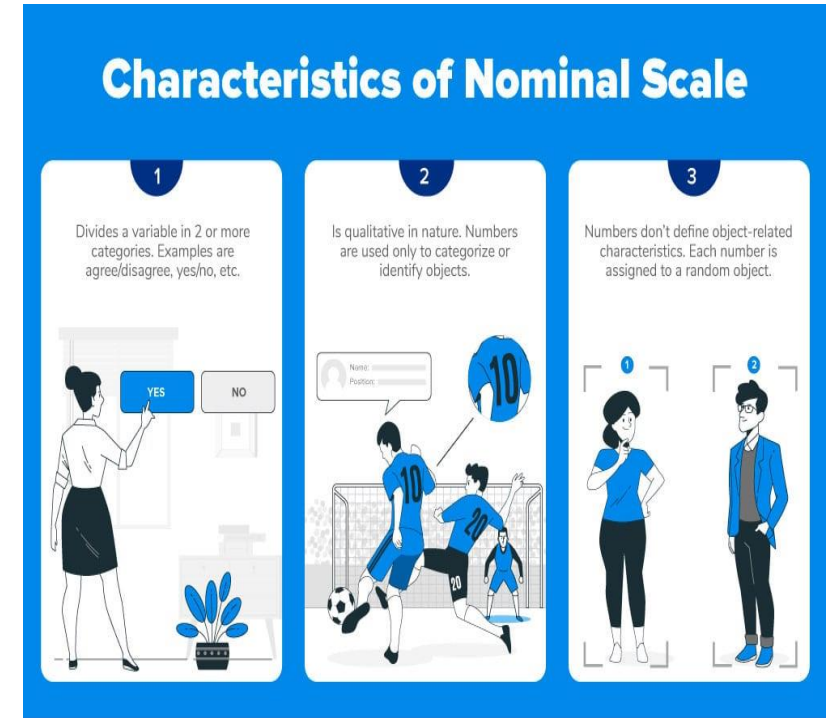 Characteristics of Nominal Scale
1
Divides a variable in 2 or more
categories. Examples are
agree/disagree, yes/no, etc.
YES
NO
2
Is qualitative in nature. Numbers
are used only to categorize or
identify objects.
Name:
Position:
10
10
20
20
3
Numbers don't define object-related
characteristics. Each number is
assigned to a random object.
1
2